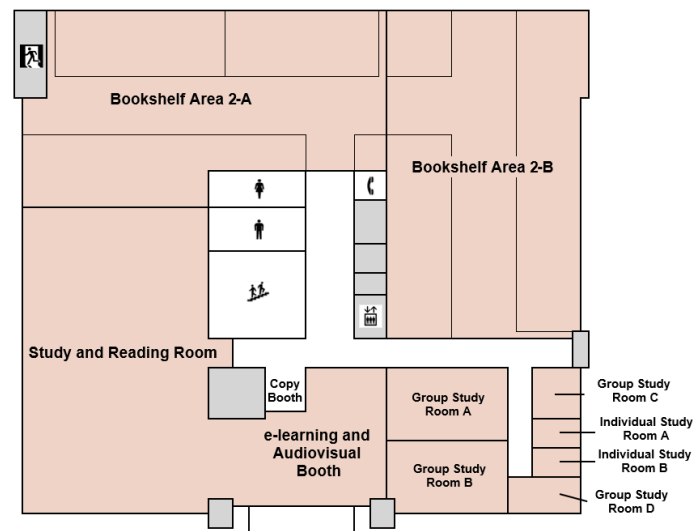 Bookshelf Area 2-A
Bookshelf Area 2-B
Study and Reading Room
Copy
Booth
e-learning and
Audiovisual
Booth
Group Study
Room A
Group Study
Room B
Group Study
Room C
Individual Study
Room A
Individual Study
Room B
Group Study
Room D